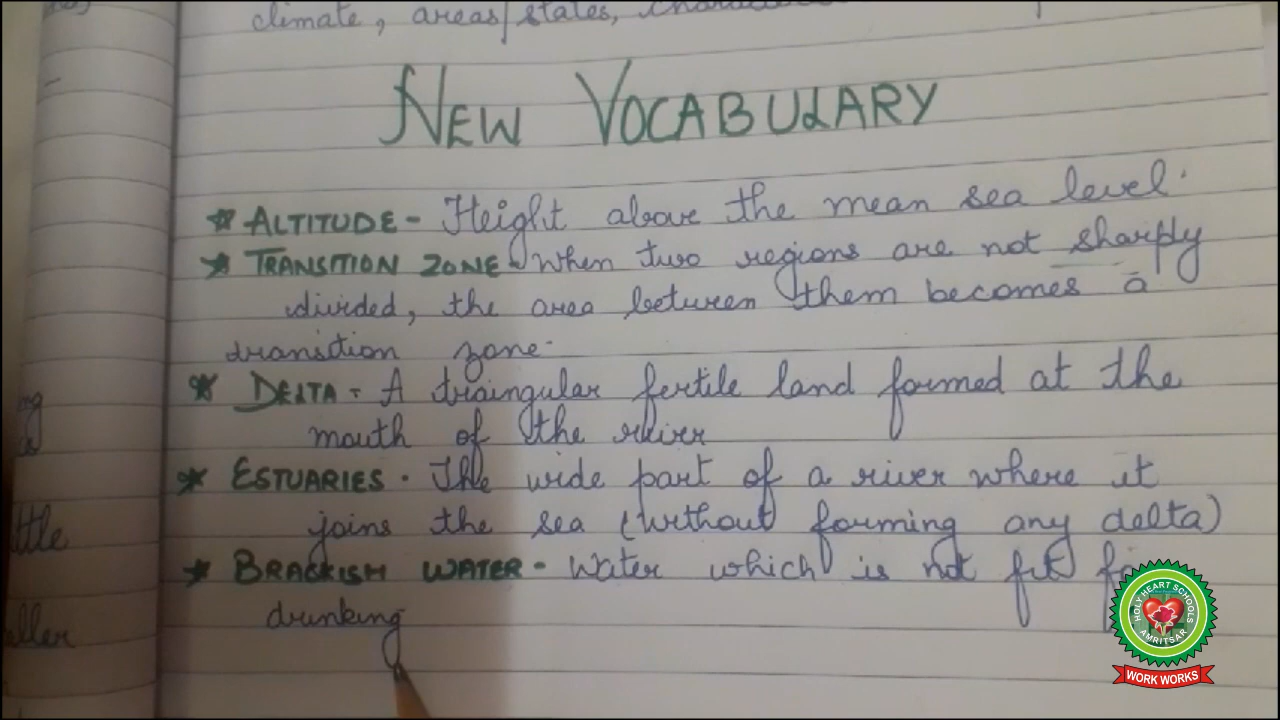 climate, areas/states,
NEW VOCABULARY
ALTITUDE - Height above the mean sea level.
TRANSITION ZONE - When two regions are not sharply
divided, the area between them becomes a
transition zone.
DELTA - A traingular fertile land formed at the
mouth of the river
ESTUARIES - The wide part of a river where it
joins the sea (without forming any delta)
BRACKISH WATER - Water which is not fit
drinking
HOLY HEART SCHOOLS
AMRITSAR
WORK WORKS